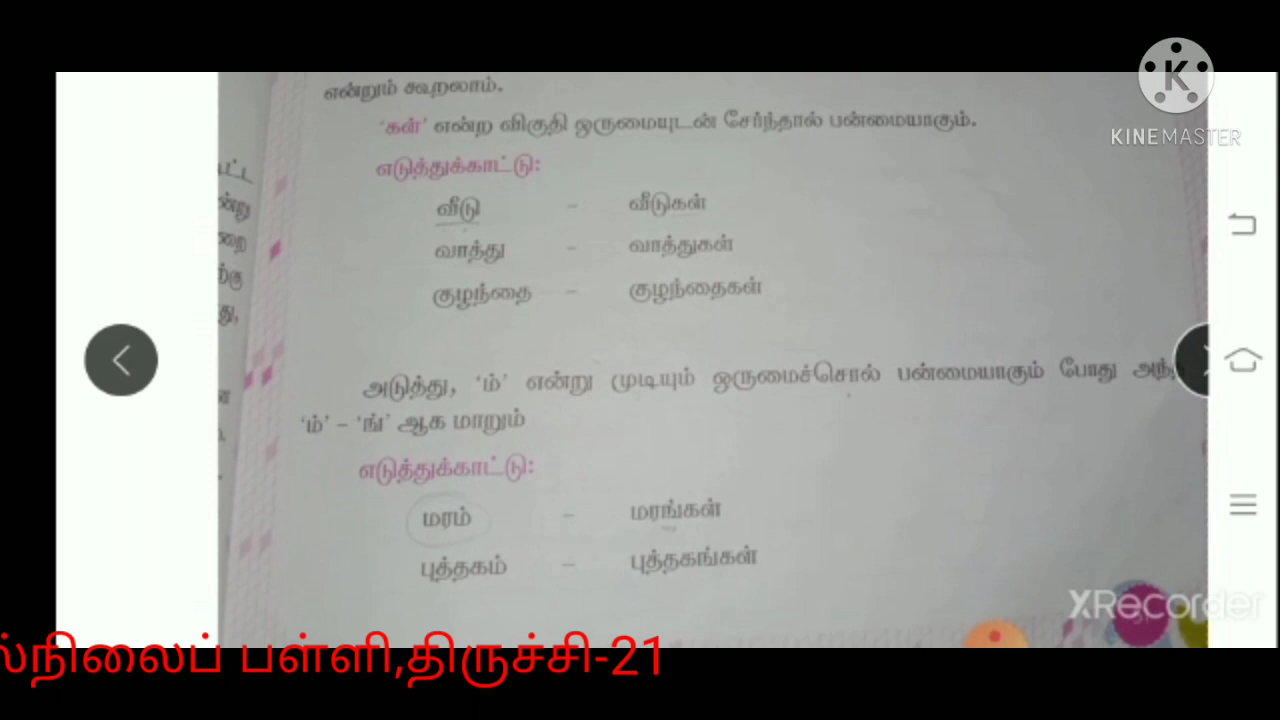 என்றும் கூறலாம்.
'கள்' என்ற விகுதி ஒருமையுடன் சேர்ந்தால் பன்மையாகும்.
எடுத்துக்காட்டு:
வீடு – வீடுகள்
வாத்து – வாத்துகள்
குழந்தை – குழந்தைகள்
அடுத்து, 'ம்' என்று முடியும் ஒருமைச்சொல் பன்மையாகும் போது
'ம்' – 'ங்' ஆக மாறும்
எடுத்துக்காட்டு:
மரம் – மரங்கள்
புத்தகம் – புத்தகங்கள்
K
KINEMASTER
XRecorder
ல்நிலைப் பள்ளி,திருச்சி-21